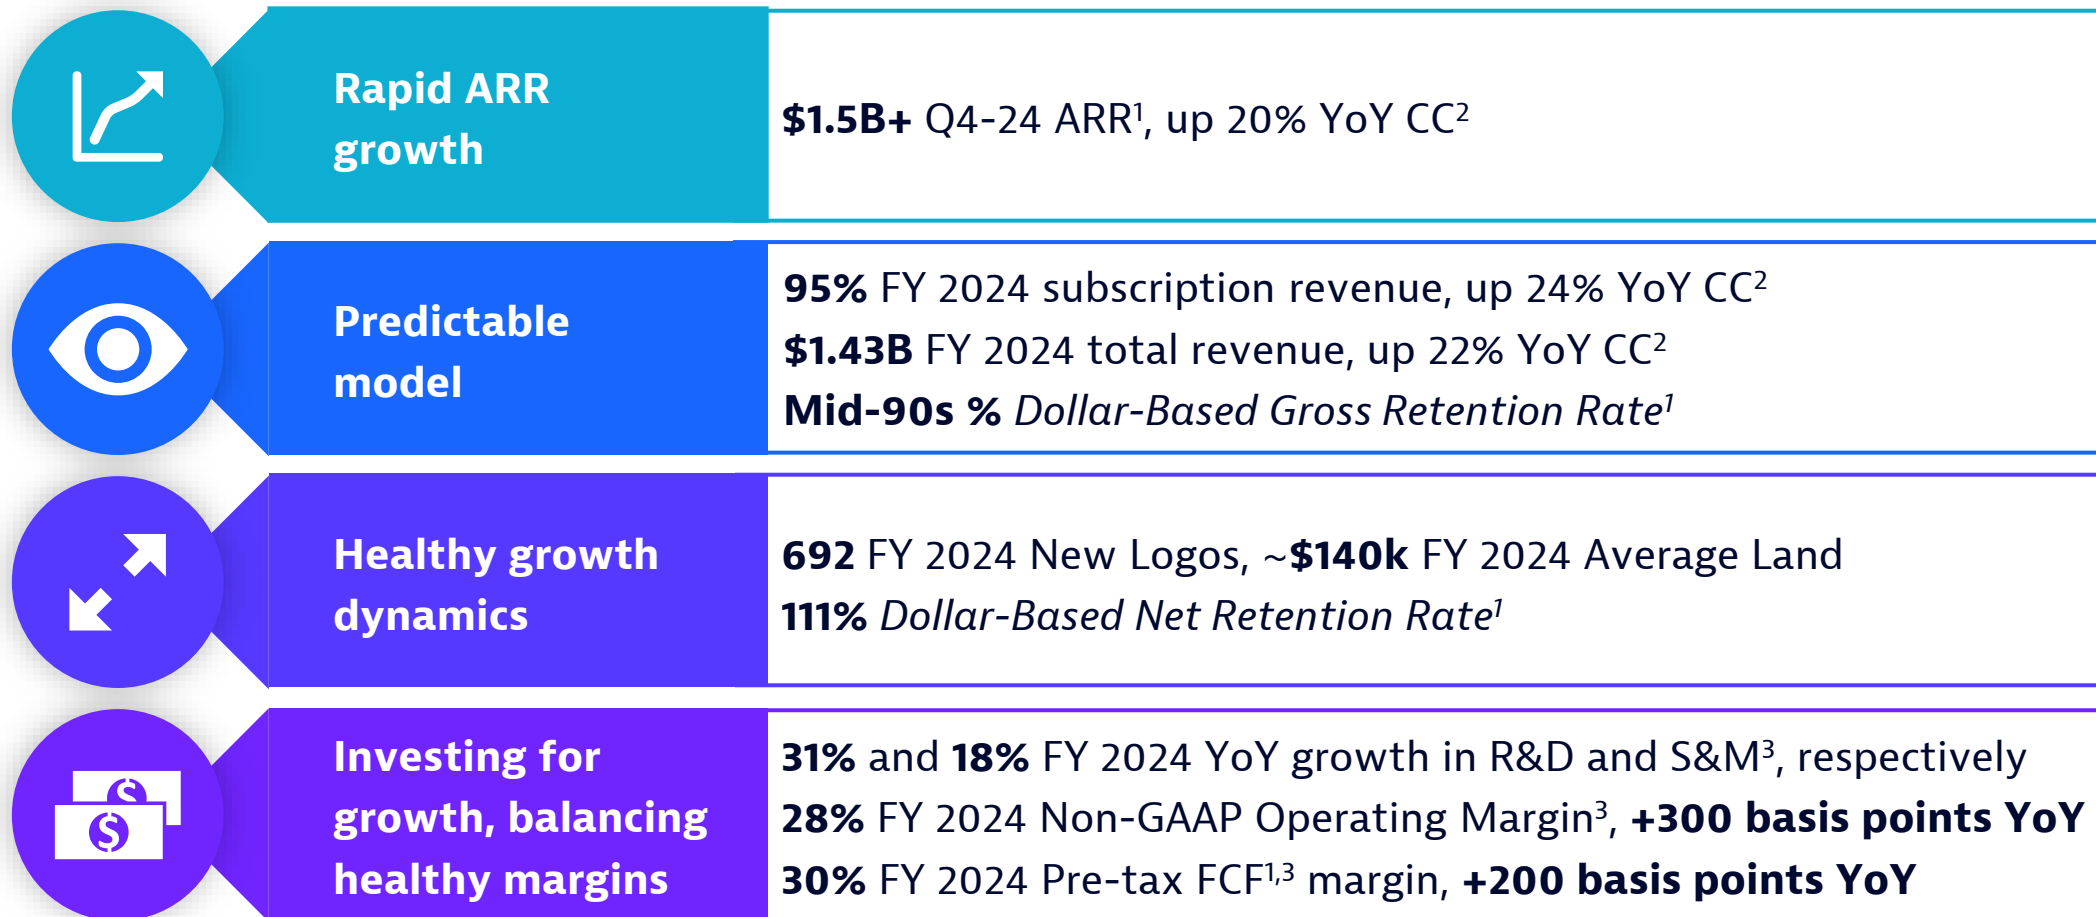 Rapid ARR
growth
$1.5B+ Q4-24 ARR¹, up 20% YoY CC²
Predictable
model
95% FY 2024 subscription revenue, up 24% YoY CC²
$1.43B FY 2024 total revenue, up 22% YoY CC²
Mid-90s % Dollar-Based Gross Retention Rate¹
Healthy growth
dynamics
692 FY 2024 New Logos, ~$140k FY 2024 Average Land
111% Dollar-Based Net Retention Rate¹
Investing for
growth, balancing
healthy margins
31% and 18% FY 2024 YoY growth in R&D and S&M³, respectively
28% FY 2024 Non-GAAP Operating Margin³, +300 basis points YoY
30% FY 2024 Pre-tax FCF¹,³ margin, +200 basis points YoY
$
$